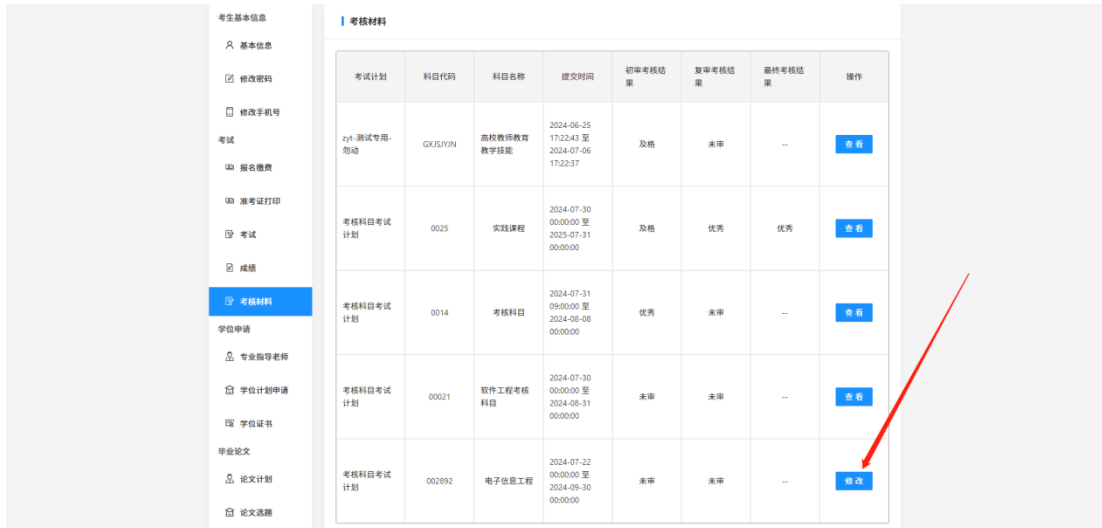 考生基本信息
基本信息
修改密码
修改手机号
考试
报名缴费
准考证打印
考试
成绩
考核材料
学位申请
专业指导老师
学位计划申请
学位证书
毕业论文
论文计划
论文选题
考核材料
考试计划 科目代码 科目名称 提交时间 初审考核结 复审考核结 最终考核结 操作
果 果 果
zyt-测试专用-
勿动
GXJSJYJN
高校教师教育
教学技能
2024-06-25
17:22:43 至
2024-07-06
17:22:37
及格 未审 -- 查看
考核科目考试
计划
0025
实践课程
2024-07-30
00:00:00 至
2025-07-31
00:00:00
及格 优秀 优秀 查看
考核科目考试
计划
0014
考核科目
2024-07-31
09:00:00 至
2024-08-08
00:00:00
优秀 未审 -- 查看
考核科目考试
计划
00021
软件工程考核
科目
2024-07-30
00:00:00 至
2024-08-31
00:00:00
未审 未审 -- 查看
考核科目考试
计划
002892
电子信息工程
2024-07-22
00:00:00 至
2024-09-30
00:00:00
未审 未审 -- 修改